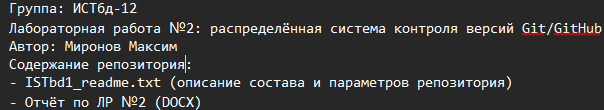 Группа: ИСТбд-12
Лабораторная работа №2: распределённая система контроля версий Git/GitHub
Автор: Миронов Максим
Содержание репозитория:
- ISTbd1_readme.txt (описание состава и параметров репозитория)
- Отчёт по ЛР №2 (DOCX)